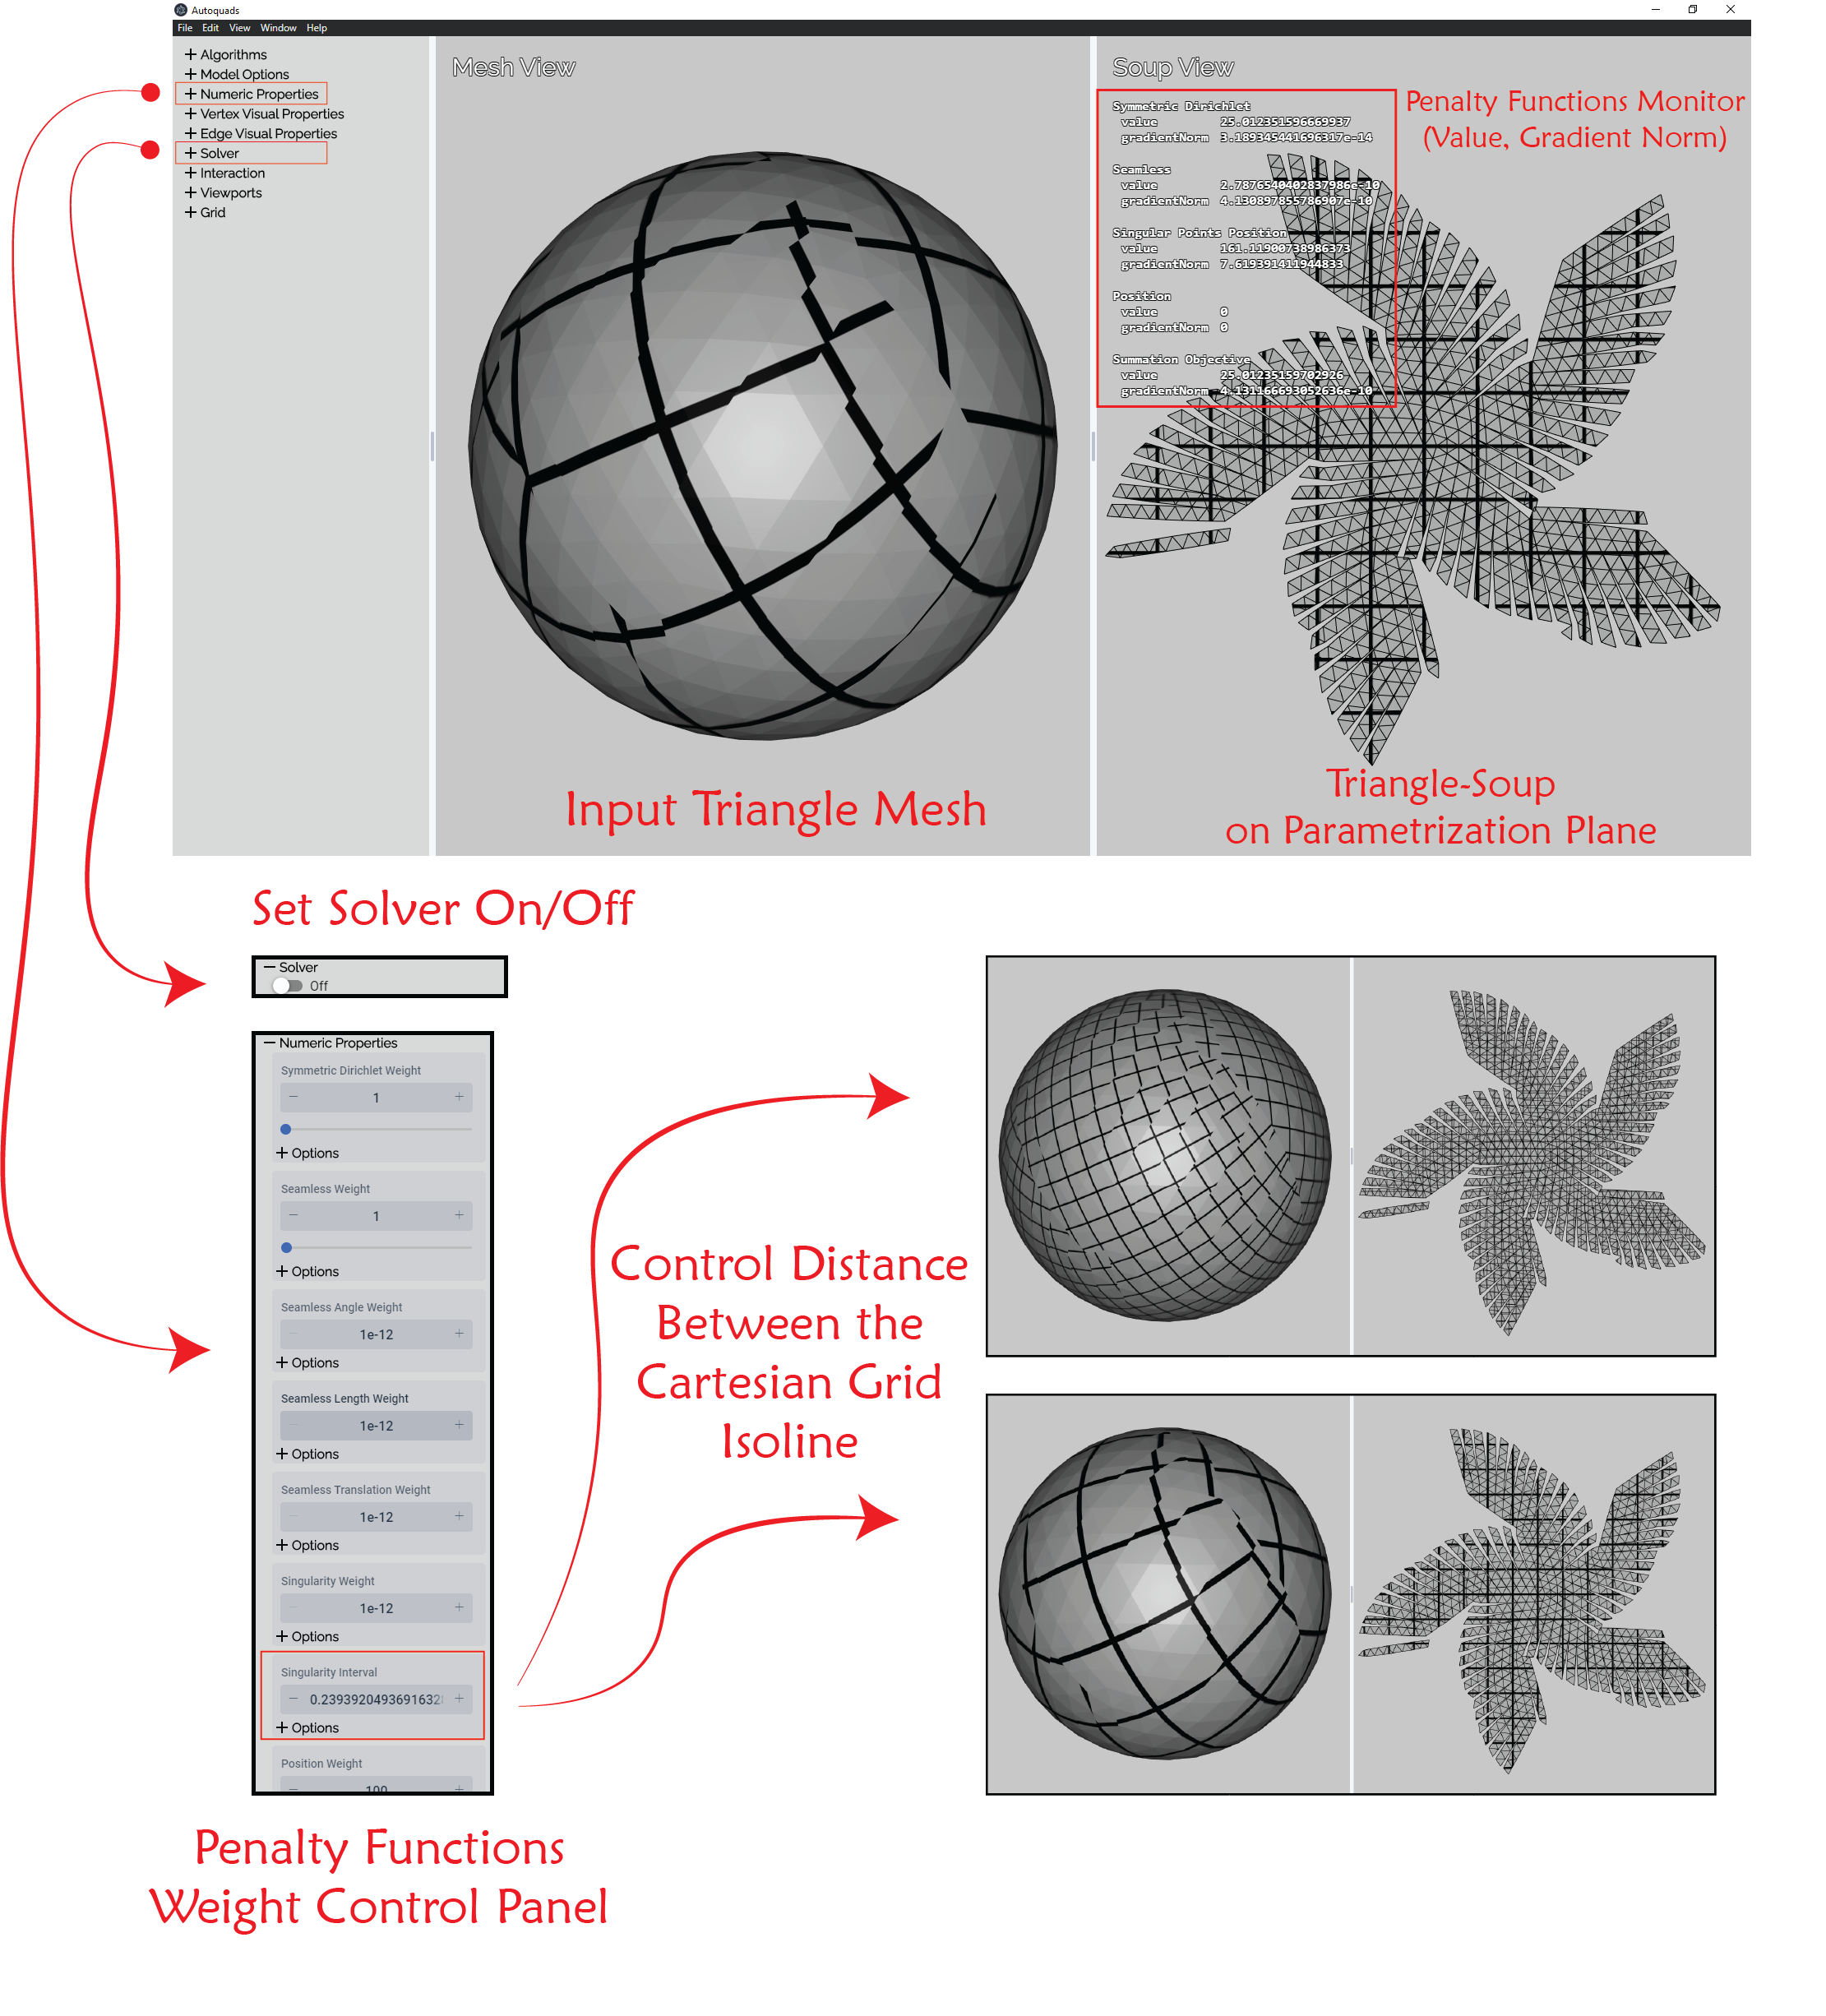 Autoquads
File Edit View Window Help
+ Algorithms
+ Model Options
+ Numeric Properties
+ Vertex Visual Properties
+ Edge Visual Properties
+ Solver
+ Interaction
+ Viewports
+ Grid
Mesh View
Input Triangle Mesh
Soup View
Symmetric Dirichlet
value 25.012351596669937
gradientNorm 3.189345441696317e-14
Seamless
value 2.7876540402837986e-10
gradientNorm 4.130897855786907e-10
Singular Points Position
value 161.11900738986373
gradientNorm 7.619391411944833
Position
value 0
gradientNorm 0
Summation Objective
value 25.01235159702926
gradientNorm 4.131166693052636e-10
Penalty Functions Monitor
(Value, Gradient Norm)
Triangle-Soup
on Parametrization Plane
Set Solver On/Off
— Solver
Off
— Numeric Properties
Symmetric Dirichlet Weight
− 1 +
+ Options
Seamless Weight
− 1 +
+ Options
Seamless Angle Weight
− 1e-12 +
+ Options
Seamless Length Weight
− 1e-12 +
+ Options
Seamless Translation Weight
− 1e-12 +
+ Options
Singularity Weight
− 1e-12 +
+ Options
Singularity Interval
− 0.2393920493691632 +
+ Options
Position Weight
− 100 +
Penalty Functions
Weight Control Panel
Control Distance
Between the
Cartesian Grid
Isoline